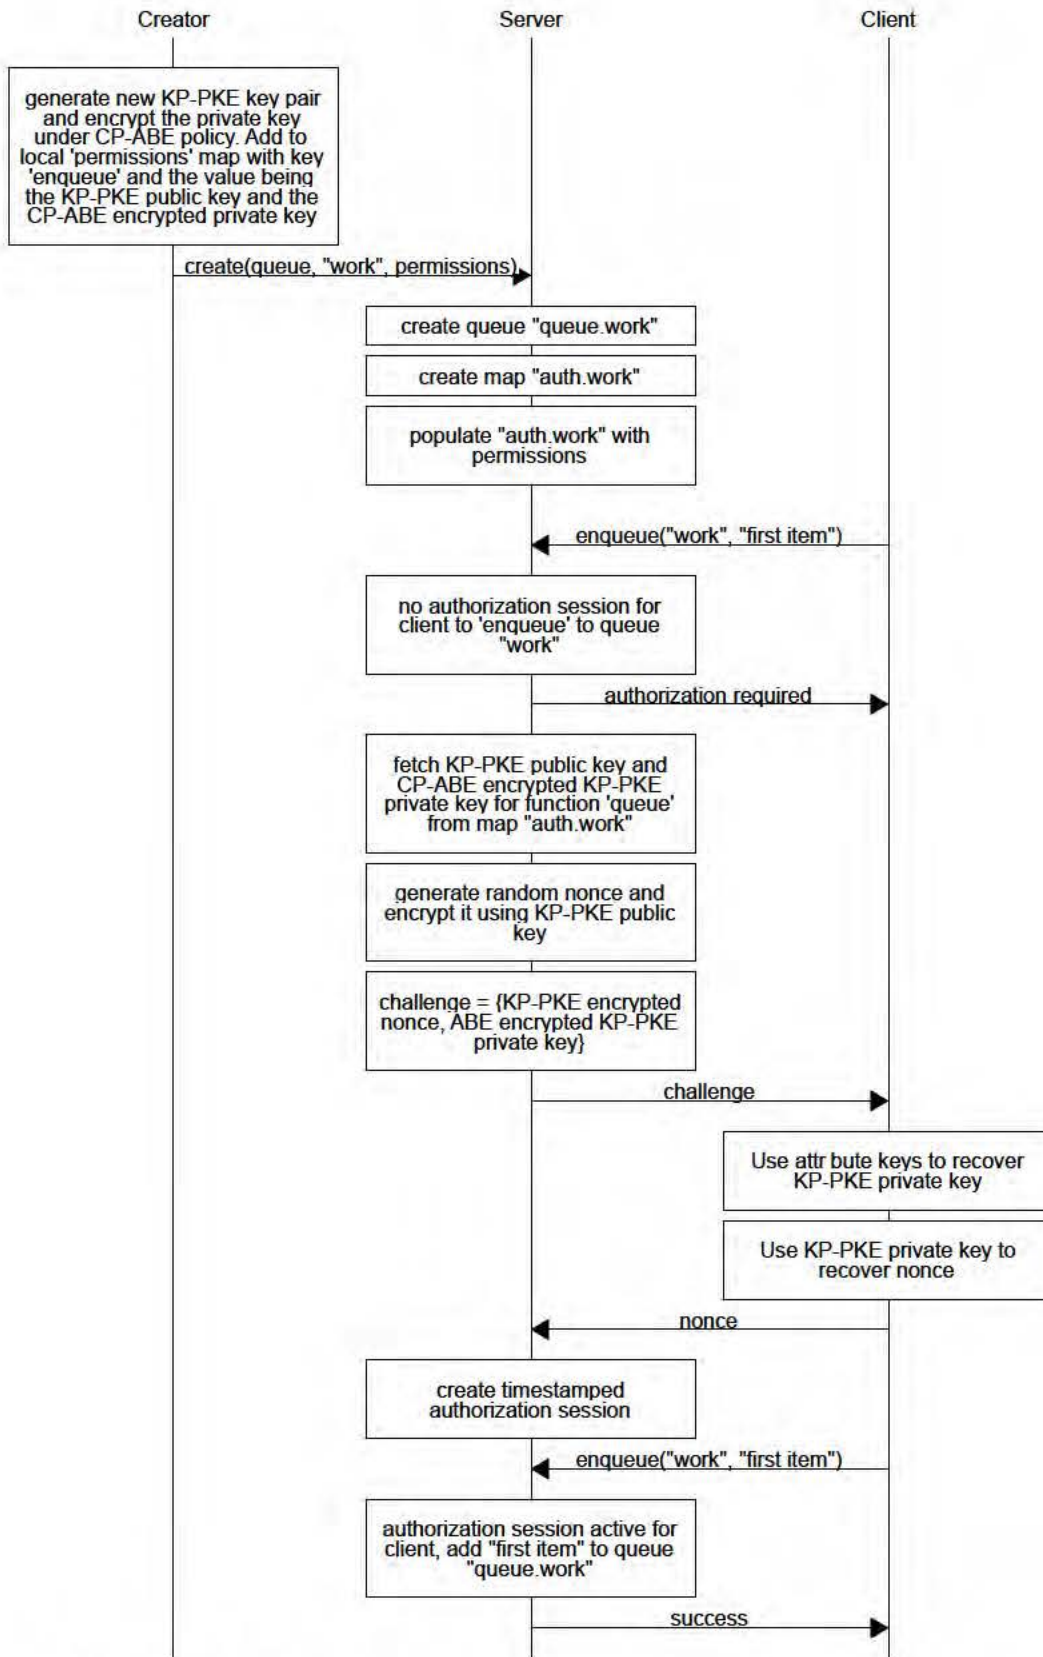 Creator Server Client
generate new KP-PKE key pair
and encrypt the private key
under CP-ABE policy. Add to
local 'permissions' map with key
'enqueue' and the value being
the KP-PKE public key and the
CP-ABE encrypted private key
create(queue, "work", permissions)
create queue "queue.work"
create map "auth.work"
populate "auth.work" with
permissions
enqueue("work", "first item")
no authorization session for
client to 'enqueue' to queue
"work"
authorization required
fetch KP-PKE public key and
CP-ABE encrypted KP-PKE
private key for function 'queue'
from map "auth.work"
generate random nonce and
encrypt it using KP-PKE public
key
challenge = {KP-PKE encrypted
nonce, ABE encrypted KP-PKE
private key}
challenge
Use attr bute keys to recover
KP-PKE private key
Use KP-PKE private key to
recover nonce
nonce
create timestamped
authorization session
enqueue("work", "first item")
authorization session active for
client, add "first item" to queue
"queue.work"
success